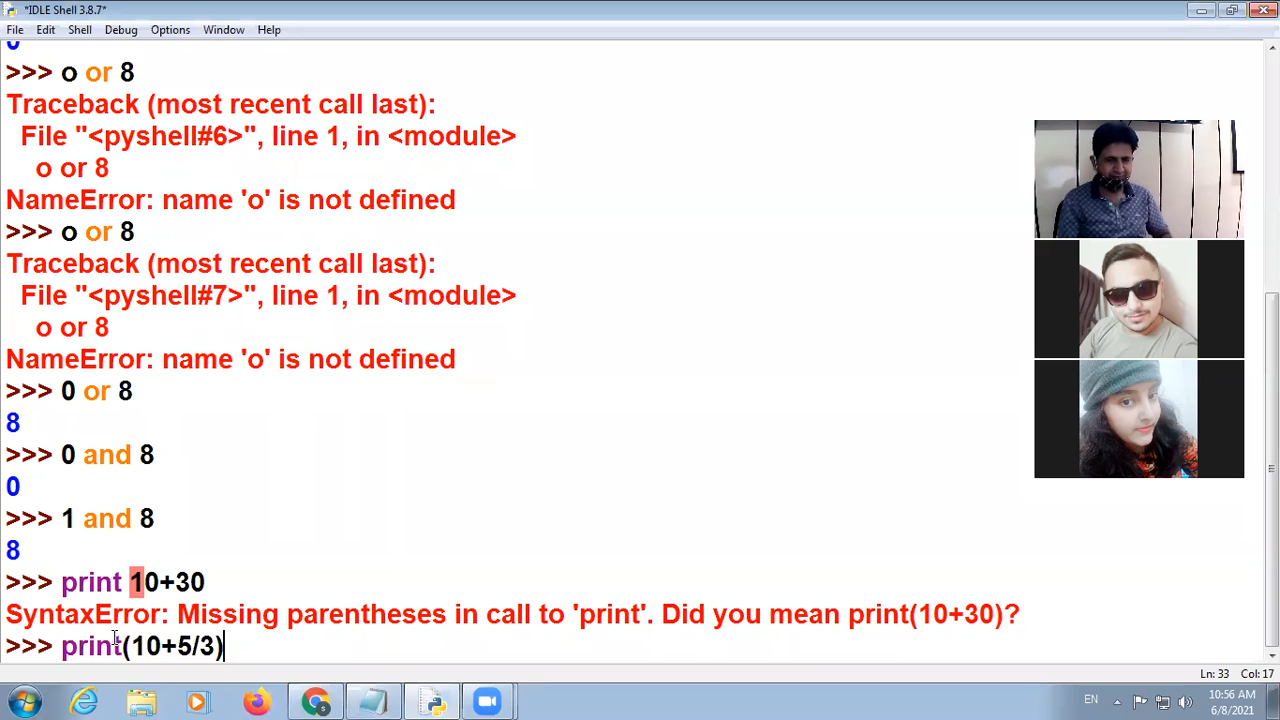 *IDLE Shell 3.8.7*
File Edit Shell Debug Options Window Help
>>> o or 8
Traceback (most recent call last):
File "<pyshell#6>", line 1, in <module>
o or 8
NameError: name 'o' is not defined
>>> o or 8
Traceback (most recent call last):
File "<pyshell#7>", line 1, in <module>
o or 8
NameError: name 'o' is not defined
>>> 0 or 8
8
>>> 0 and 8
0
>>> 1 and 8
8
>>> print 10+30
SyntaxError: Missing parentheses in call to 'print'. Did you mean print(10+30)?
>>> print(10+5/3)
Ln: 33 Col: 17
EN
10:56 AM
6/8/2021